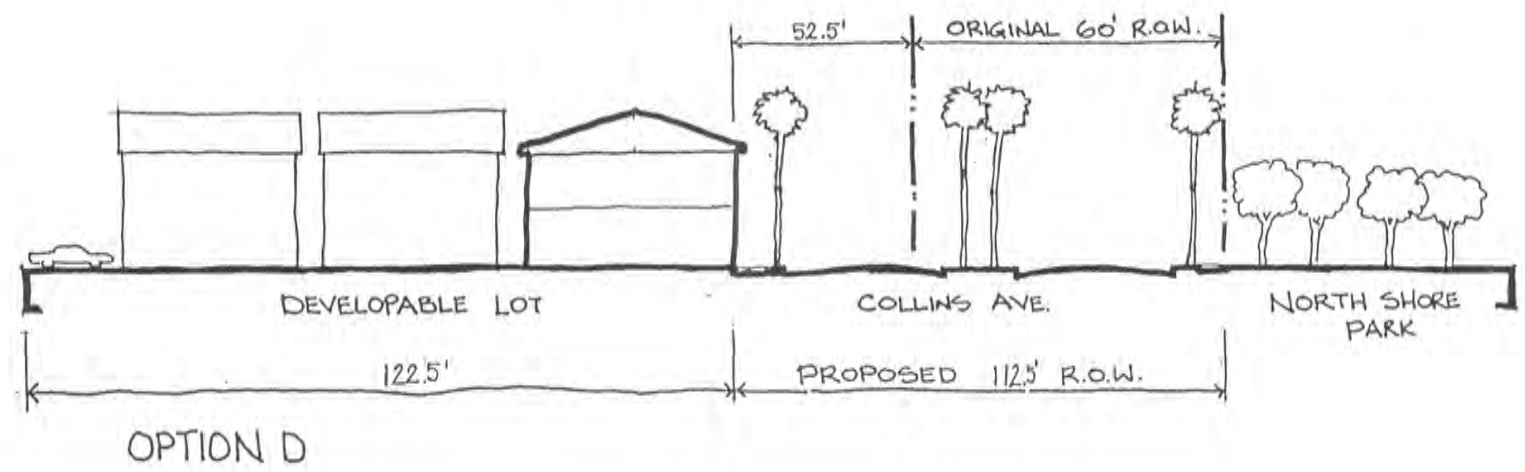 52.5'
ORIGINAL 60' R.O.W.
DEVELOPABLE LOT
COLLINS AVE.
NORTH SHORE
PARK
122.5'
PROPOSED 112.5' R.O.W.
OPTION D